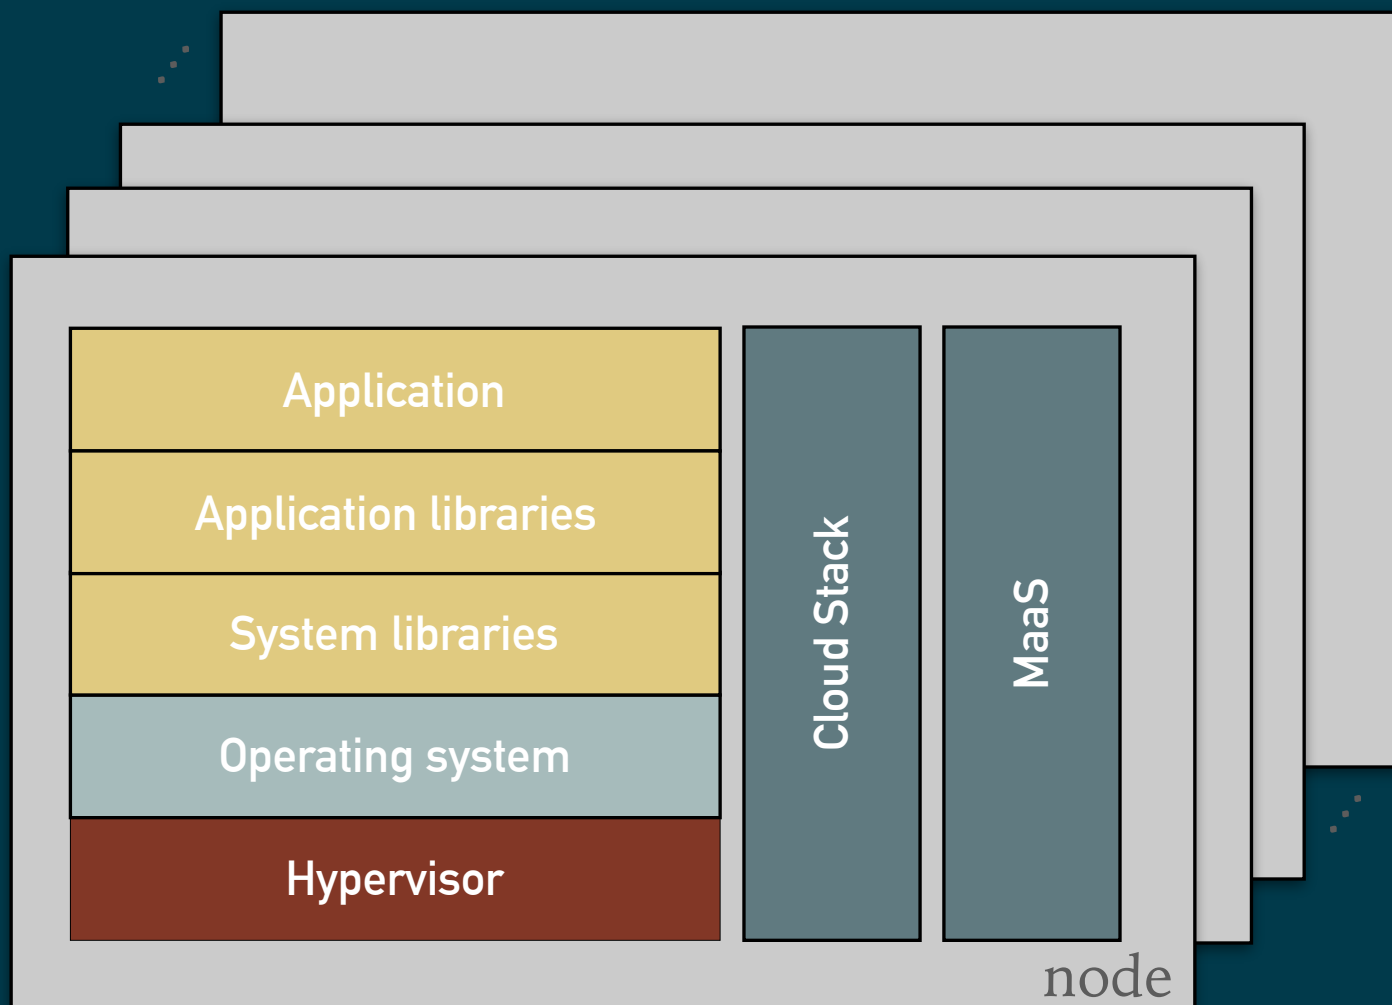 Application
Application libraries
System libraries
Operating system
Hypervisor
Cloud Stack
MaaS
node